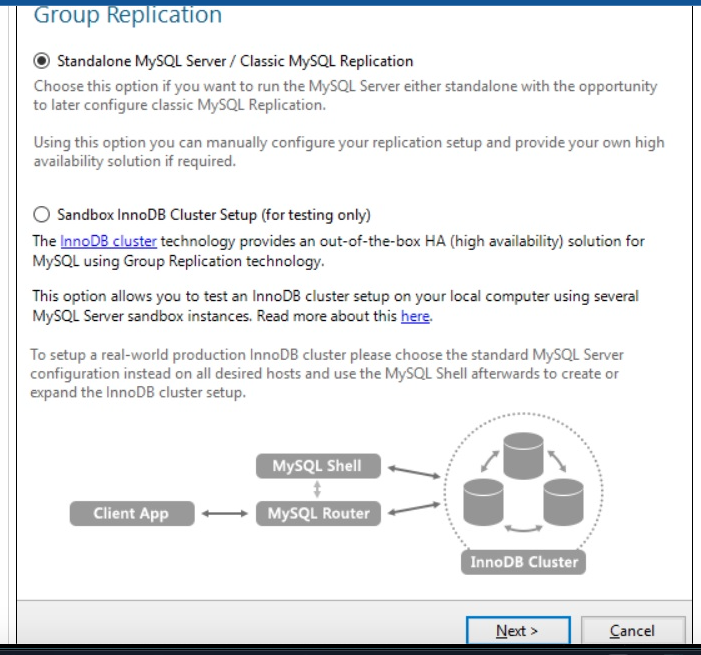 Group Replication
Standalone MySQL Server / Classic MySQL Replication
Choose this option if you want to run the MySQL Server either standalone with the opportunity
to later configure classic MySQL Replication.
Using this option you can manually configure your replication setup and provide your own high
availability solution if required.
Sandbox InnoDB Cluster Setup (for testing only)
The InnoDB cluster technology provides an out-of-the-box HA (high availability) solution for
MySQL using Group Replication technology.
This option allows you to test an InnoDB cluster setup on your local computer using several
MySQL Server sandbox instances. Read more about this here.
To setup a real-world production InnoDB cluster please choose the standard MySQL Server
configuration instead on all desired hosts and use the MySQL Shell afterwards to create or
expand the InnoDB cluster setup.
MySQL Shell
Client App
MySQL Router
InnoDB Cluster
Next >
Cancel